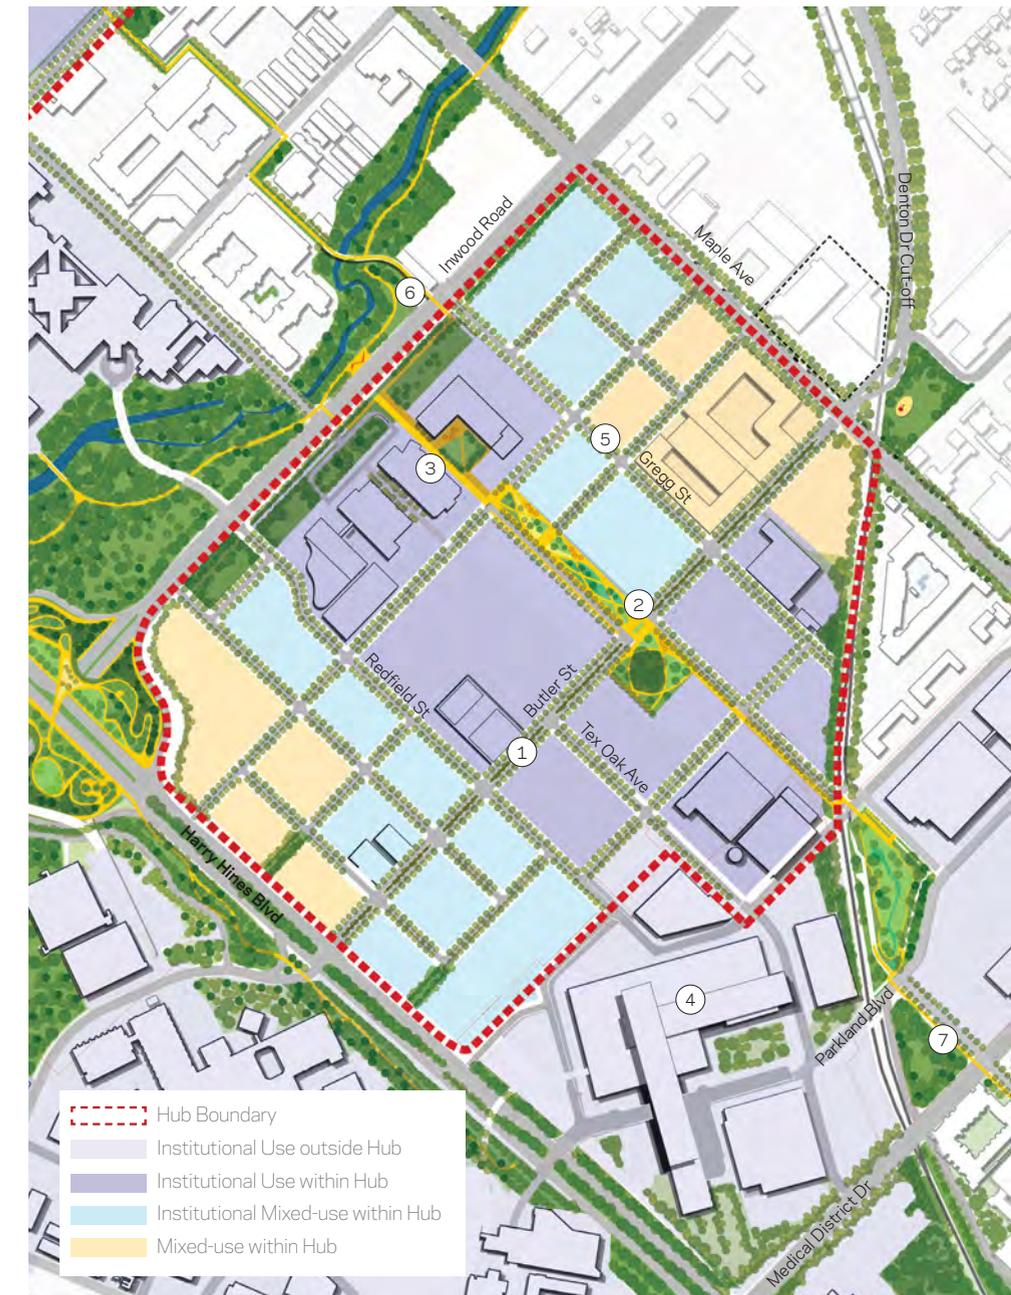 Denton Dr Cut-off
Inwood Road
Maple Ave
6
5
3
Gregg St
2
Redfield St
Butler St
1
Tex Oak Ave
Harry Hines Blvd
4
Parkland Blvd
7
Medical District Dr
Hub Boundary
Institutional Use outside Hub
Institutional Use within Hub
Institutional Mixed-use within Hub
Mixed-use within Hub